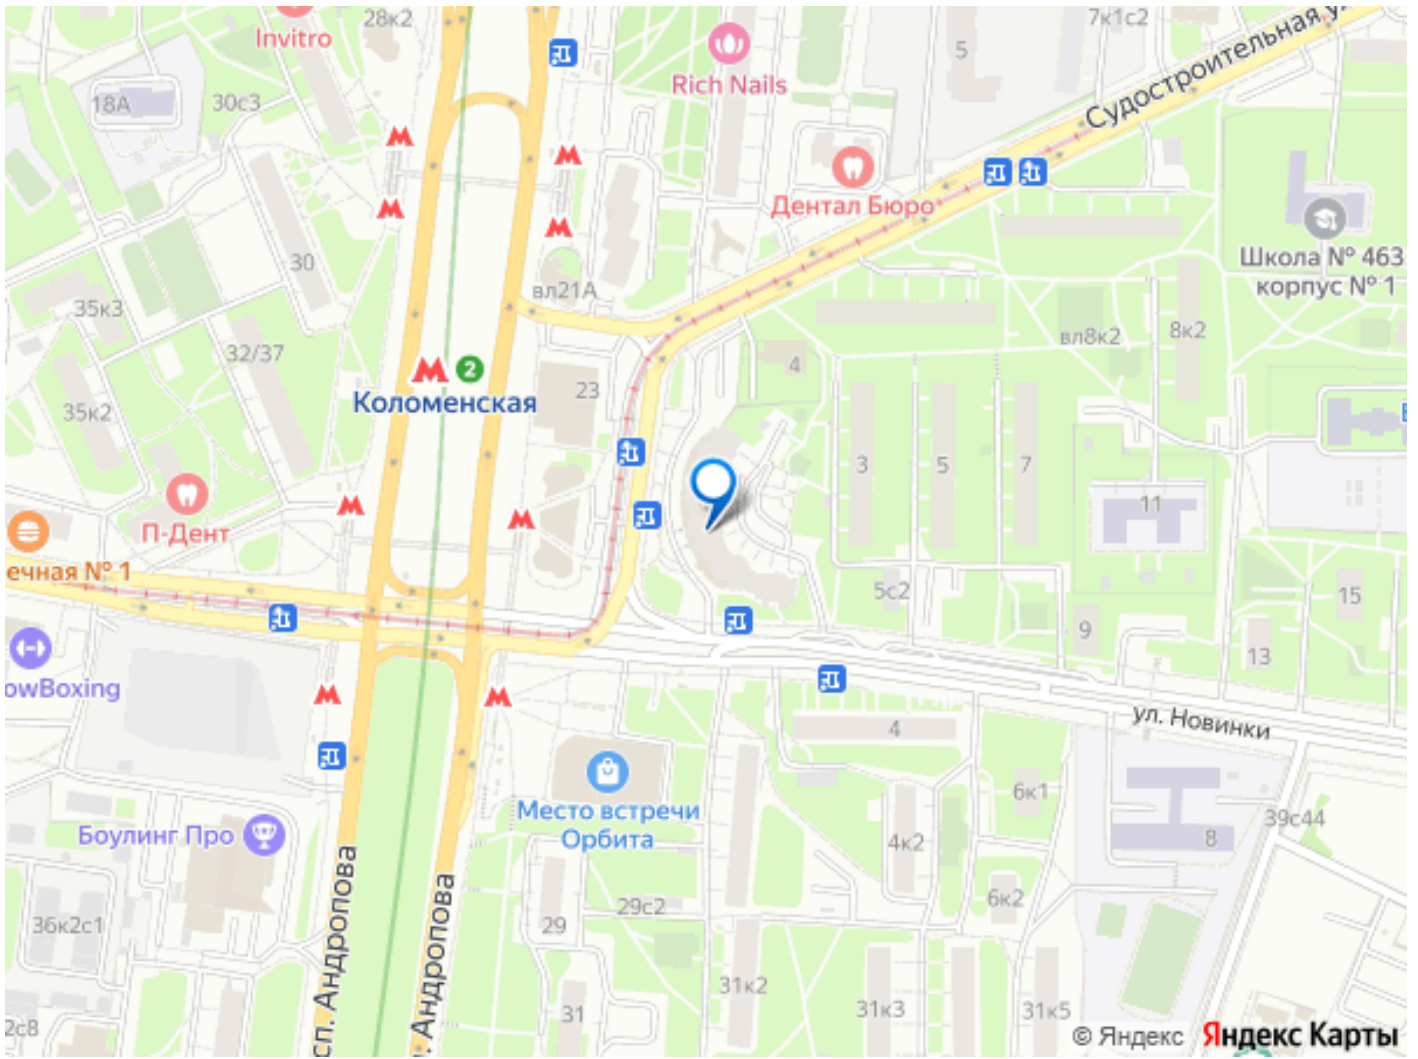 28к2
7к1с2
Invitro
5
Rich Nails
Судостроительная
18А
30с3
Дентал Бюро
Школа № 463
корпус № 1
30
вл21А
35к3
32/37
вл8к2
8к2
4
2
Коломенская
23
35к2
3
5
7
11
П-Дент
ечная № 1
5с2
15
9
13
owBoxing
ул. Новинки
4
Место встречи
Орбита
6к1
39с44
Боулинг Про
4к2
8
6к2
36к2с1
29с2
29
сп. Андропова
. Андропова
31к2
31к3
31к5
31
2с8
© Яндекс
Яндекс Карты